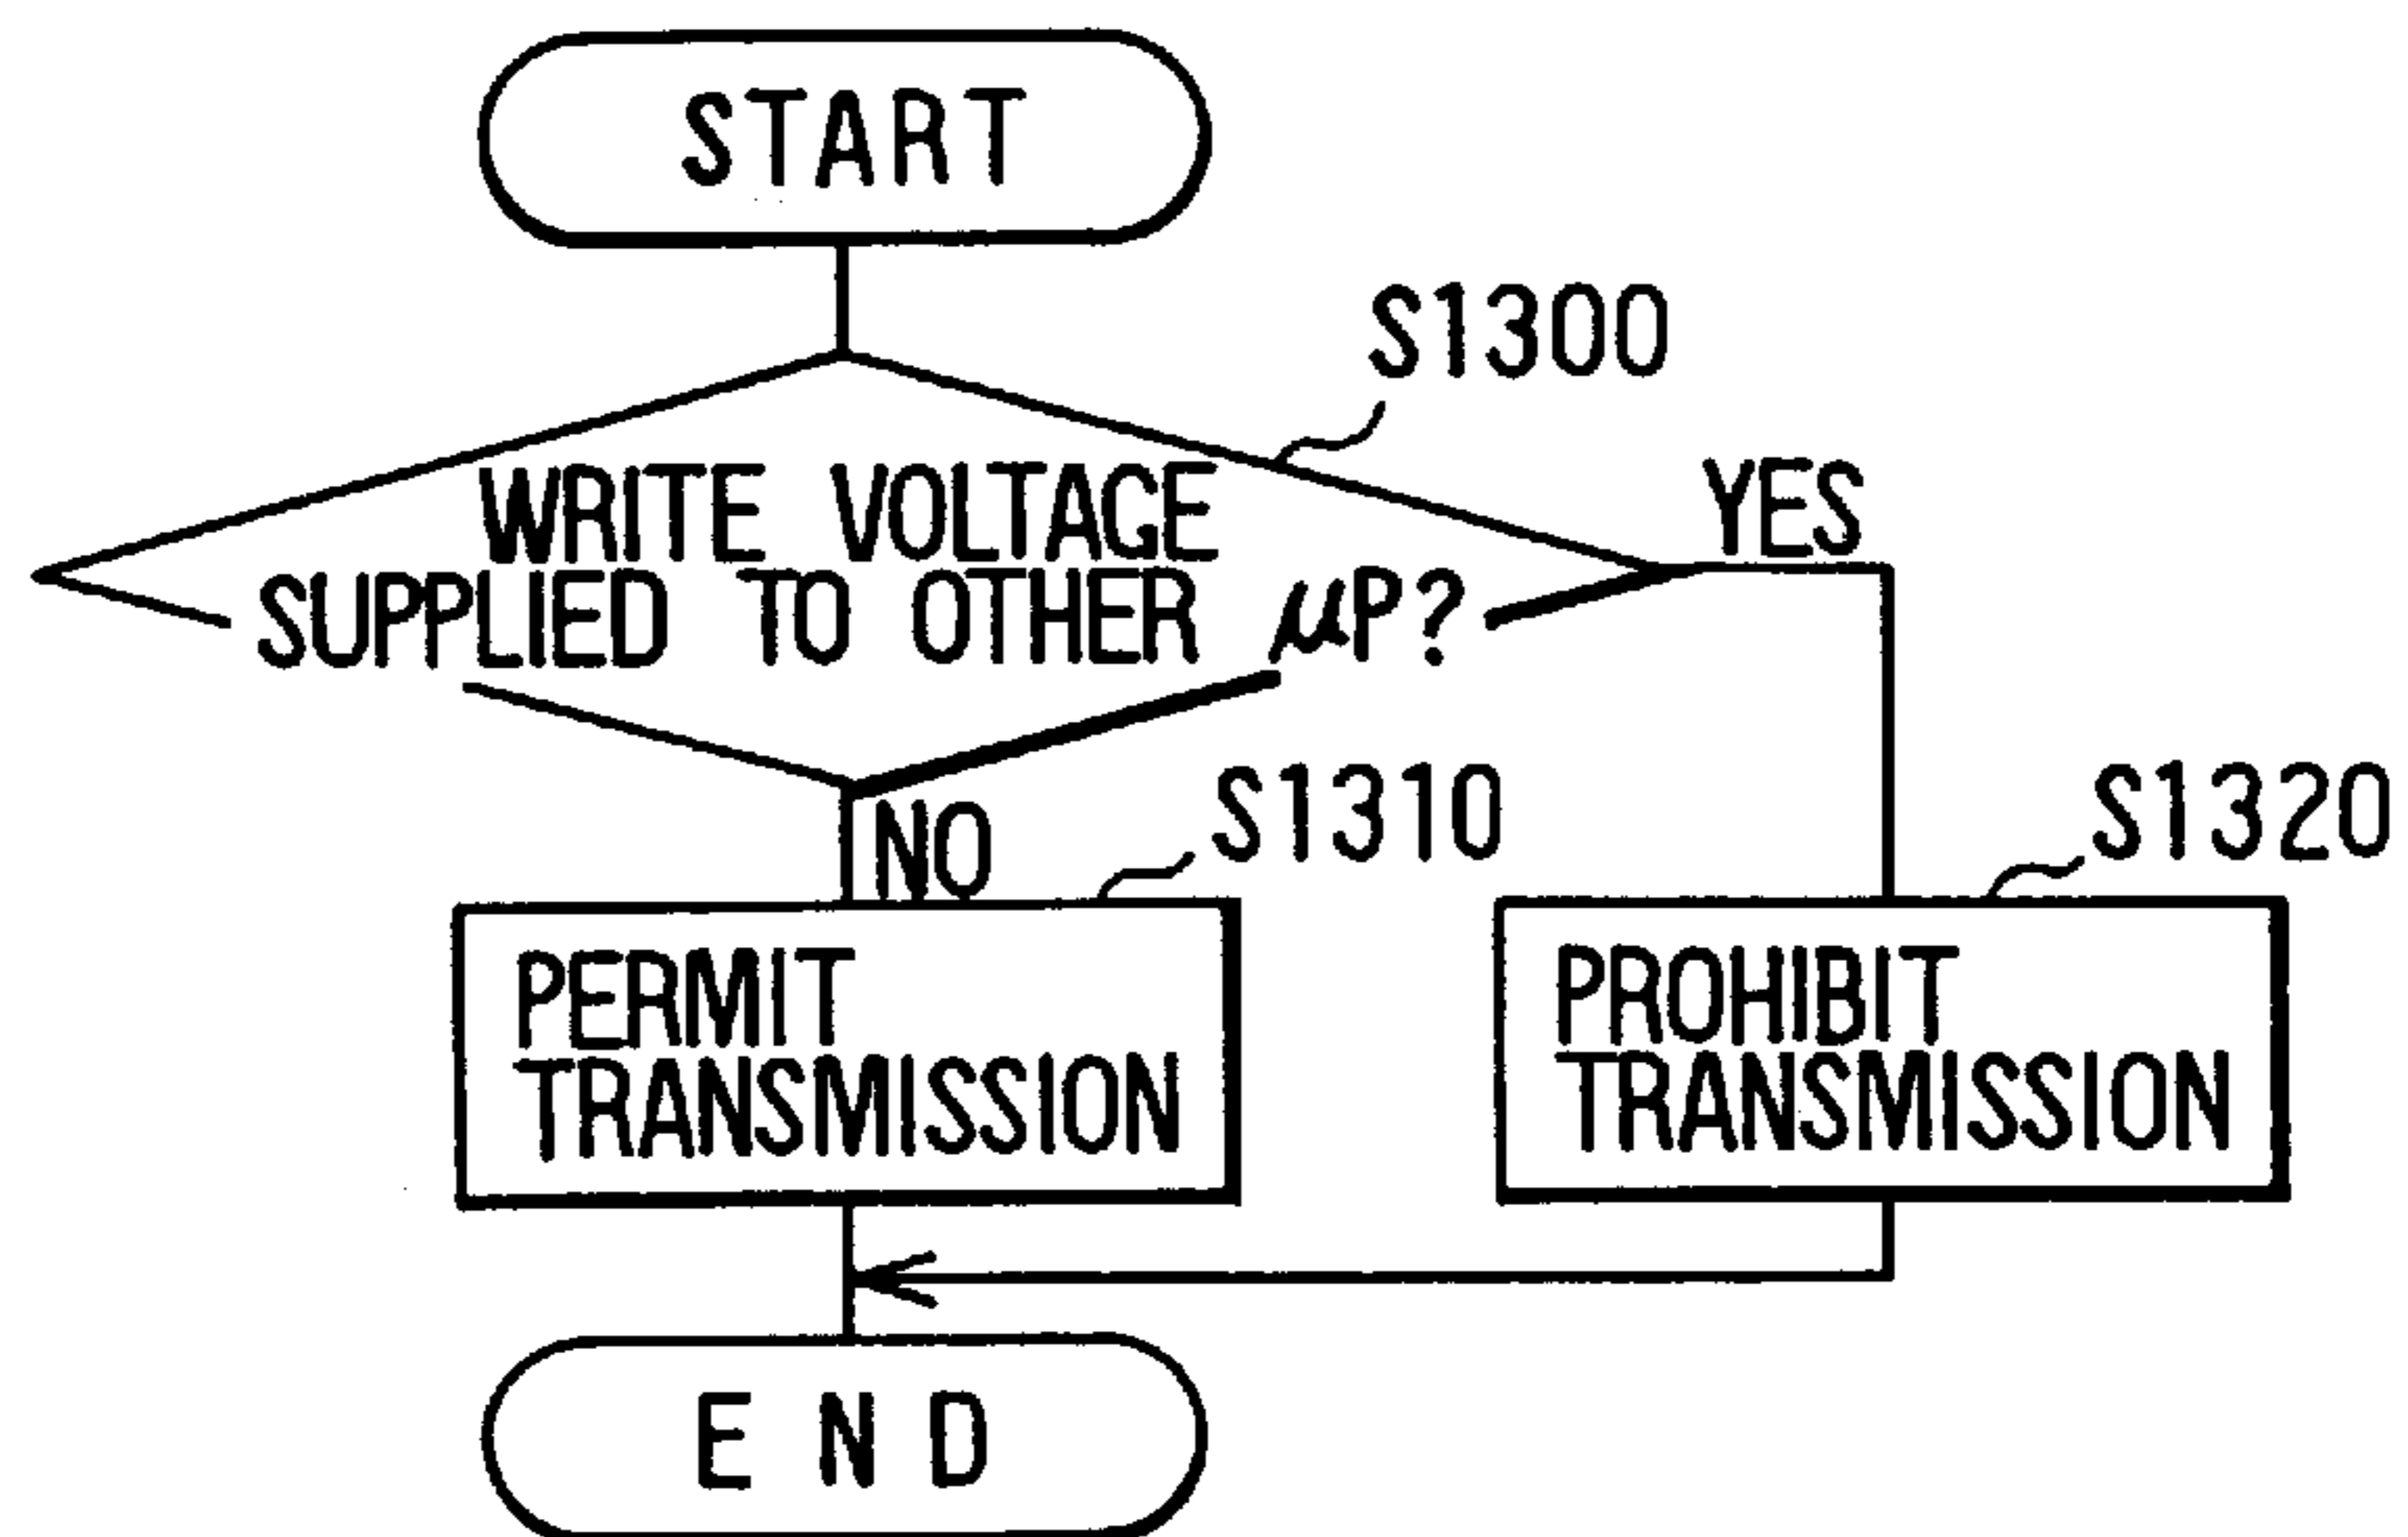 START
S1300
WRITE VOLTAGE
SUPPLIED TO OTHER μP?
YES
NO
S1310
S1320
PERMIT
TRANSMISSION
PROHIBIT
TRANSMISSION
END